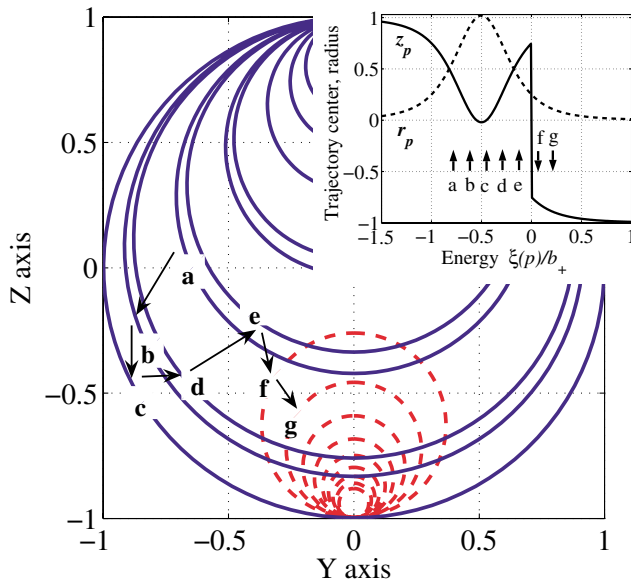 1
0.5
0
-0.5
-1
Z axis
-1
-0.5
0
0.5
1
Y axis
a
b
c
d
e
f
g
1
0.5
0
−0.5
−1
Trajectory center, radius
z_p
r_p
f g
a b c d e
−1.5
−1
−0.5
0
0.5
1
Energy ξ(p)/b_+